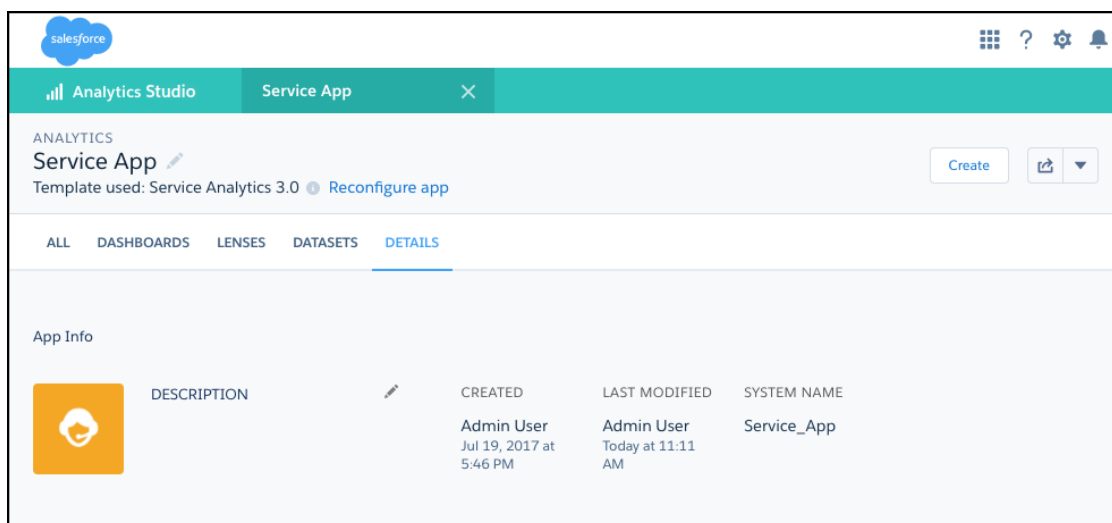 salesforce
?
Analytics Studio
Service App
ANALYTICS
Service App
Template used: Service Analytics 3.0 Reconfigure app
Create
ALL DASHBOARDS LENSES DATASETS DETAILS
App Info
DESCRIPTION
CREATED
Admin User
Jul 19, 2017 at
5:46 PM
LAST MODIFIED
Admin User
Today at 11:11
AM
SYSTEM NAME
Service_App